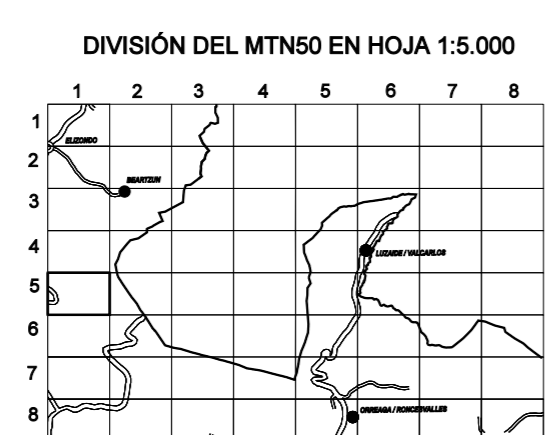 DIVISIÓN DEL MTN50 EN HOJA 1:5.000
1 2 3 4 5 6 7 8
1
ELIZONDO
2
BEARTZUN
3
4
LUZAIDE / VALCARLOS
5
6
7
8
ORREAGA / RONCESVALLES